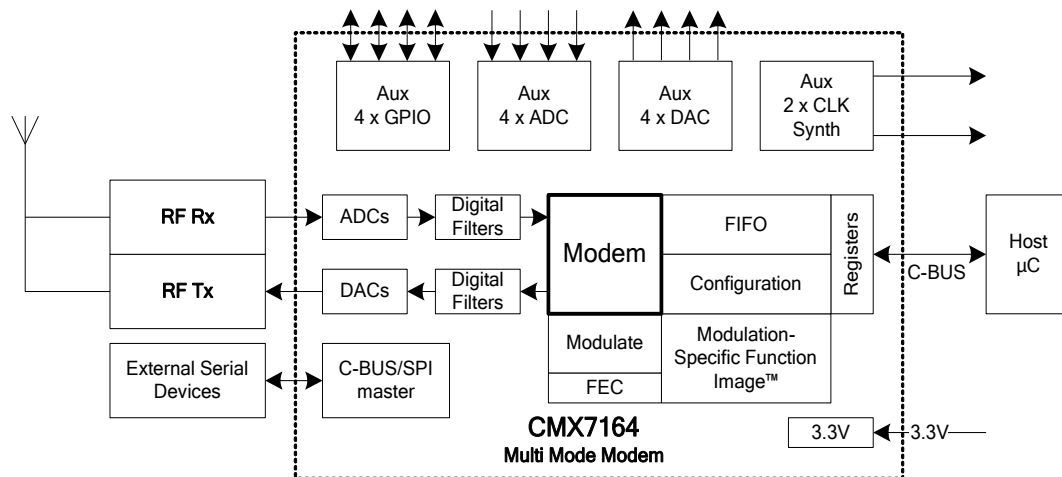 Aux
4 x GPIO
Aux
4 x ADC
Aux
4 x DAC
Aux
2 x CLK
Synth
RF Rx
ADCs
Digital
Filters
Modem
FIFO
Registers
C-BUS
Host
µC
RF Tx
DACs
Digital
Filters
Configuration
External Serial
Devices
C-BUS/SPI
master
Modulate
FEC
Modulation-
Specific Function
Image™
CMX7164
Multi Mode Modem
3.3V
3.3V